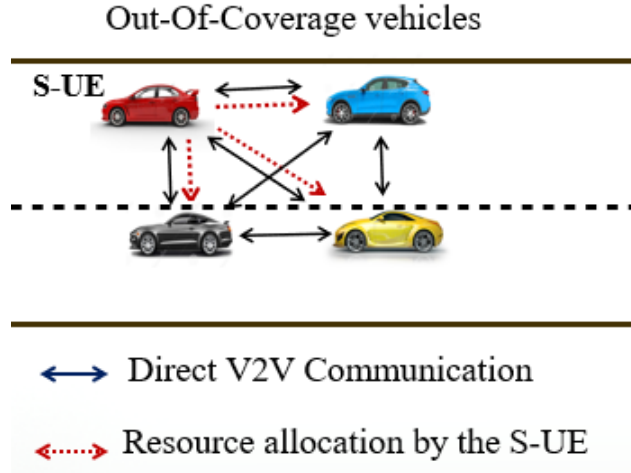 Out-Of-Coverage vehicles
S-UE
Direct V2V Communication
Resource allocation by the S-UE